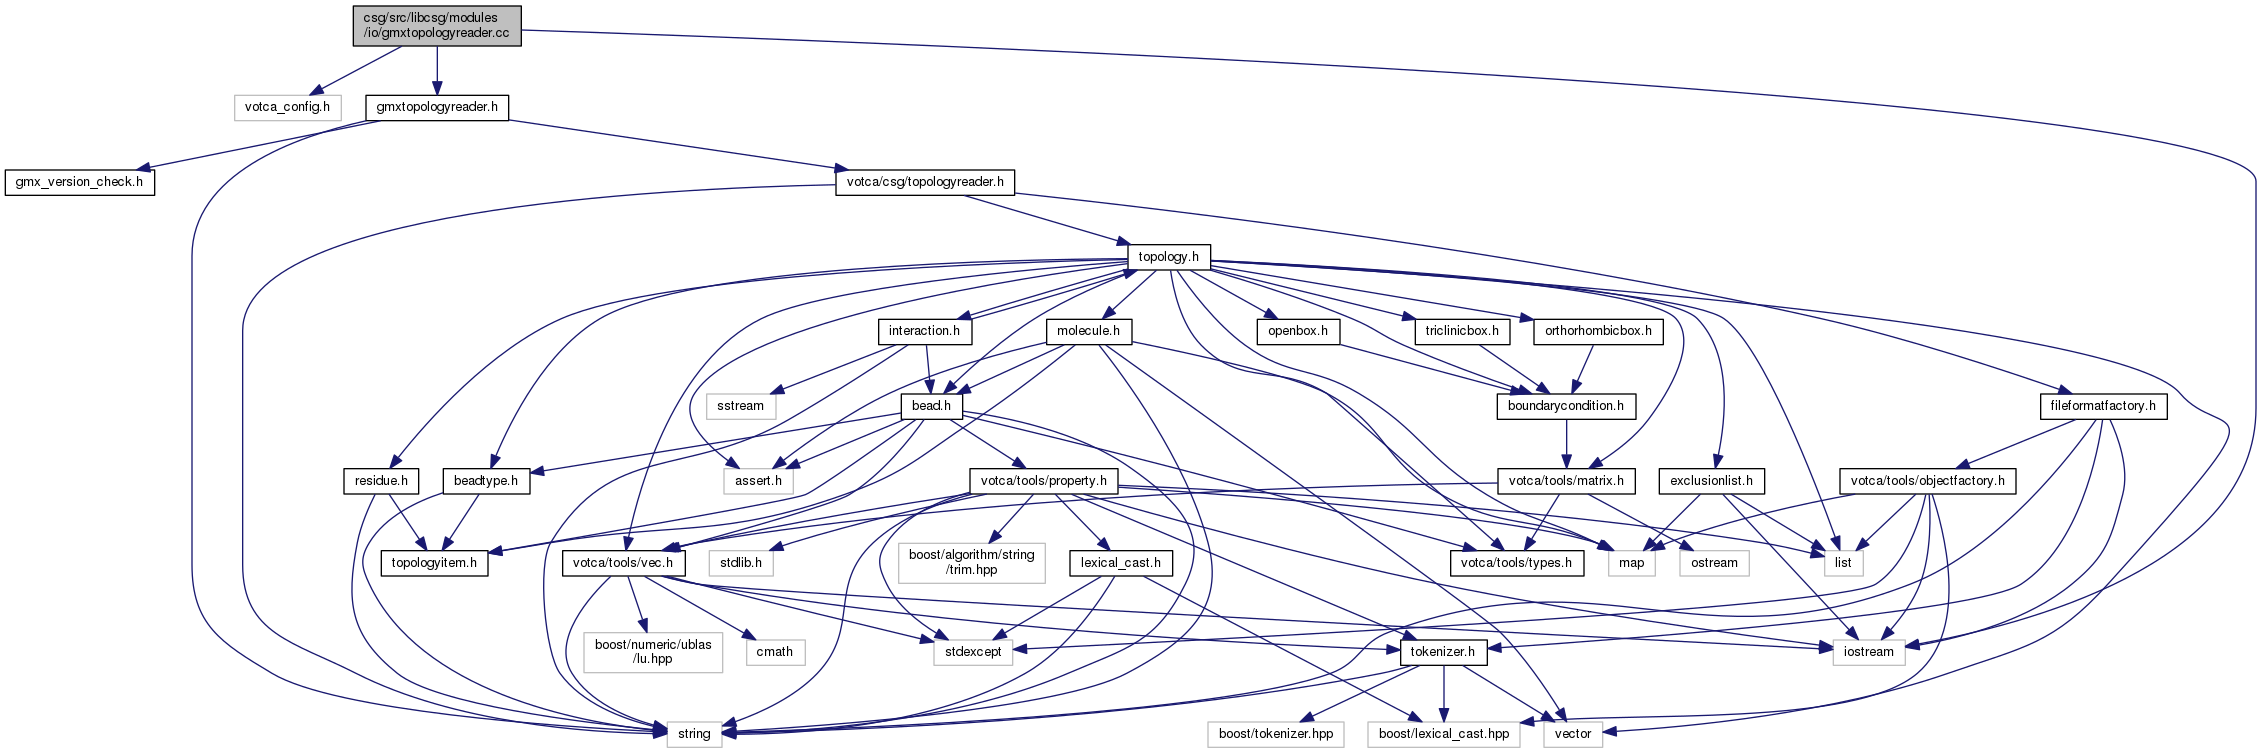 csg/src/libcsg/modules
/io/gmxtopologyreader.cc
votca_config.h
gmxtopologyreader.h
gmx_version_check.h
votca/csg/topologyreader.h
topology.h
interaction.h
molecule.h
openbox.h
triclinicbox.h
orthorhombicbox.h
sstream
bead.h
boundarycondition.h
fileformatfactory.h
residue.h
beadtype.h
assert.h
votca/tools/property.h
votca/tools/matrix.h
exclusionlist.h
votca/tools/objectfactory.h
topologyitem.h
votca/tools/vec.h
stdlib.h
boost/algorithm/string
/trim.hpp
lexical_cast.h
votca/tools/types.h
map
ostream
list
boost/numeric/ublas
/lu.hpp
cmath
stdexcept
tokenizer.h
iostream
string
boost/tokenizer.hpp
boost/lexical_cast.hpp
vector